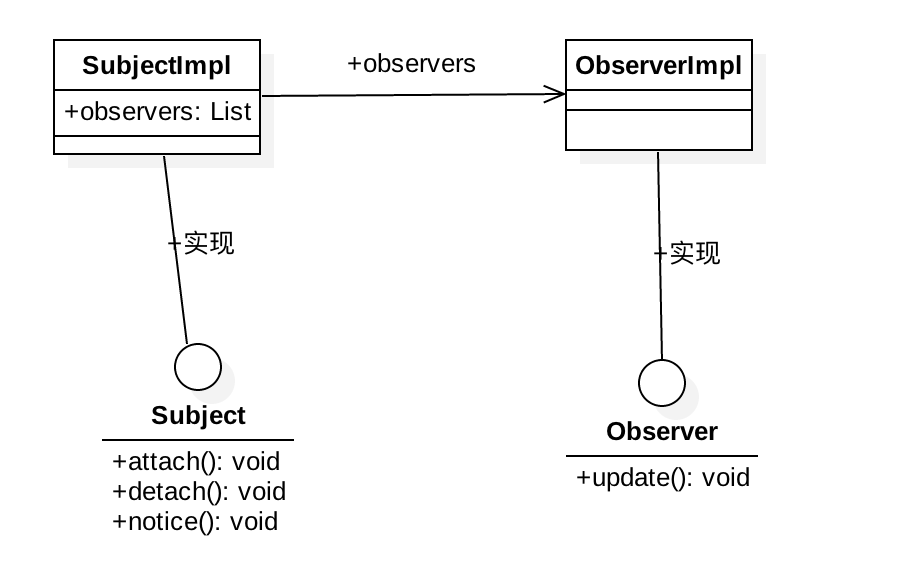 SubjectImpl
+observers: List
+observers
ObserverImpl
+实现
+实现
Subject
+attach(): void
+detach(): void
+notice(): void
Observer
+update(): void